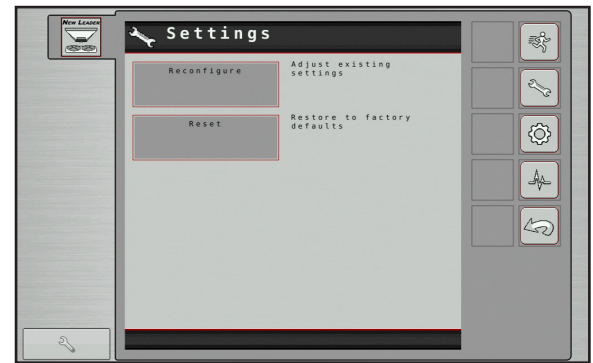 NEW LEADER
Settings
Reconfigure
Adjust existing
settings
Reset
Restore to factory
defaults